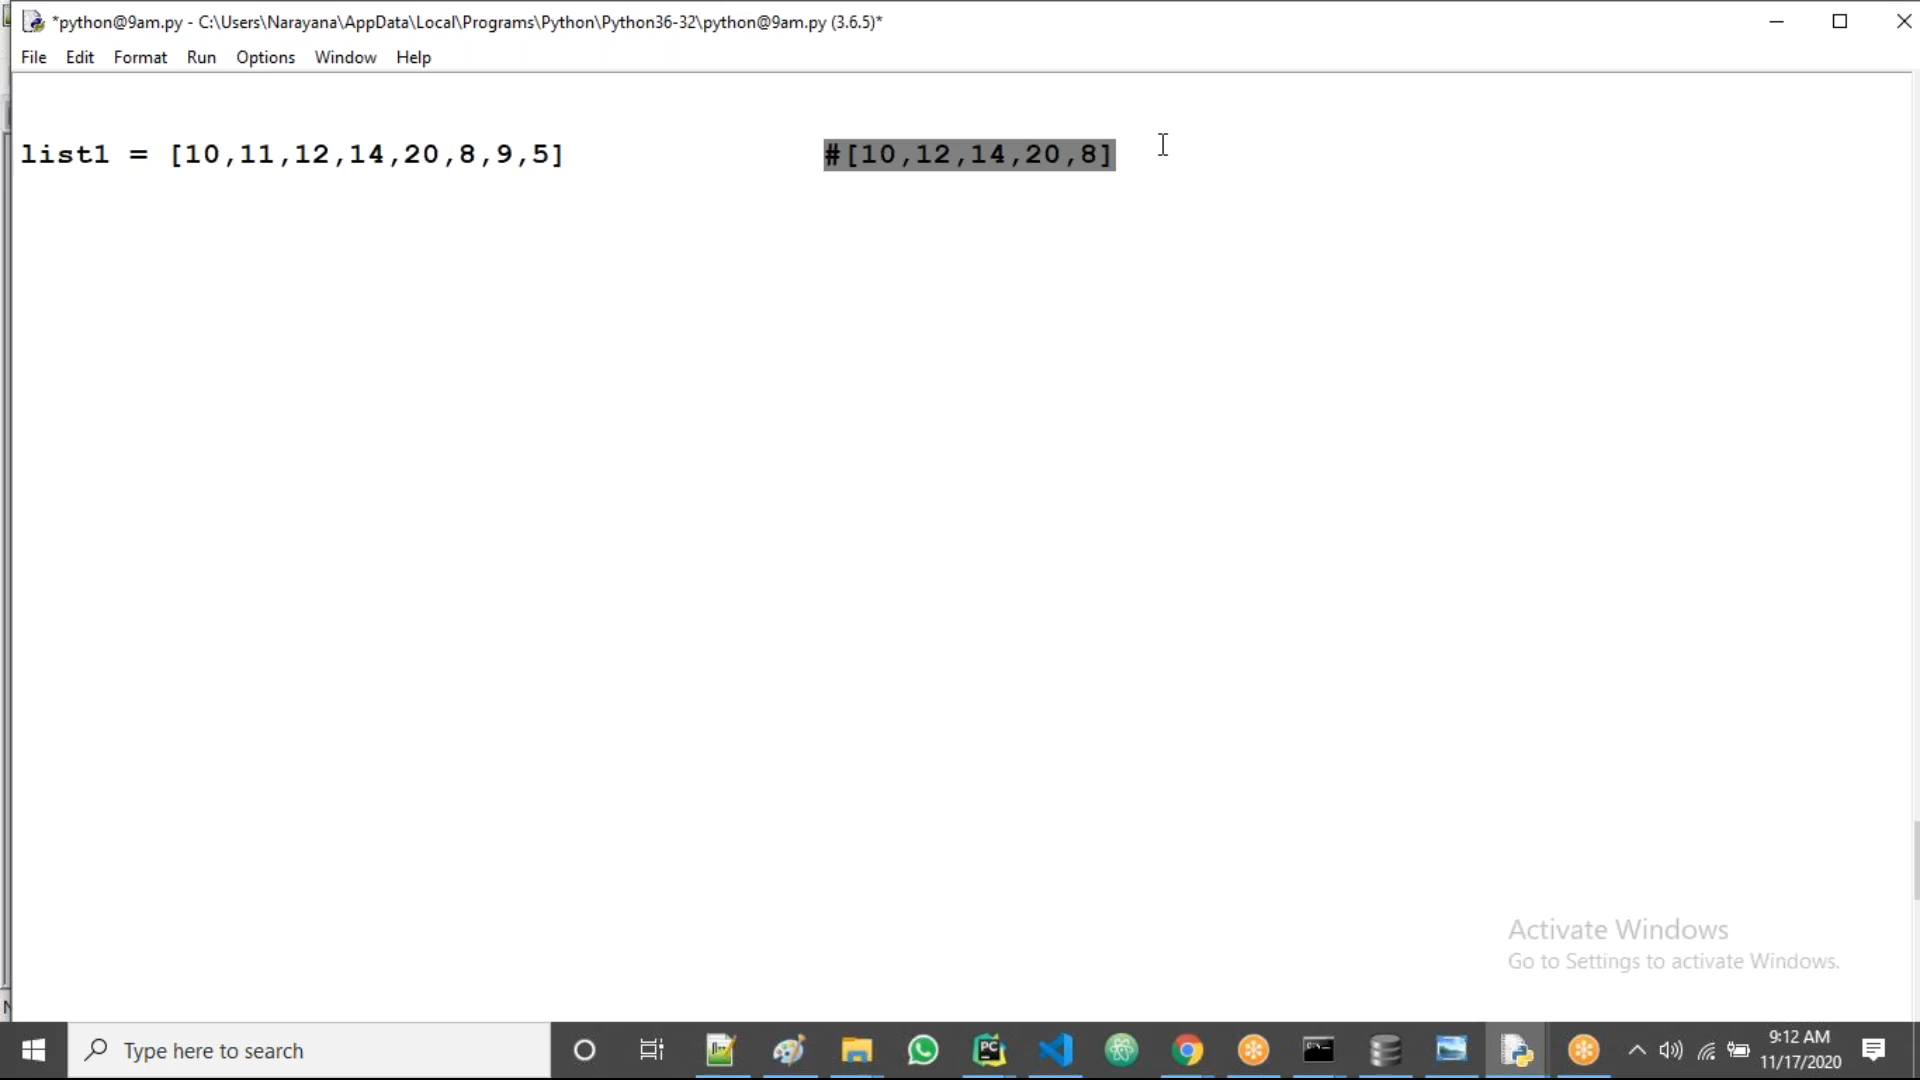 *python@9am.py - C:\Users\Narayana\AppData\Local\Programs\Python\Python36-32\python@9am.py (3.6.5)*
File Edit Format Run Options Window Help
list1 = [10,11,12,14,20,8,9,5] #[10,12,14,20,8]
Activate Windows
Go to Settings to activate Windows.
Type here to search
PC
9:12 AM
11/17/2020